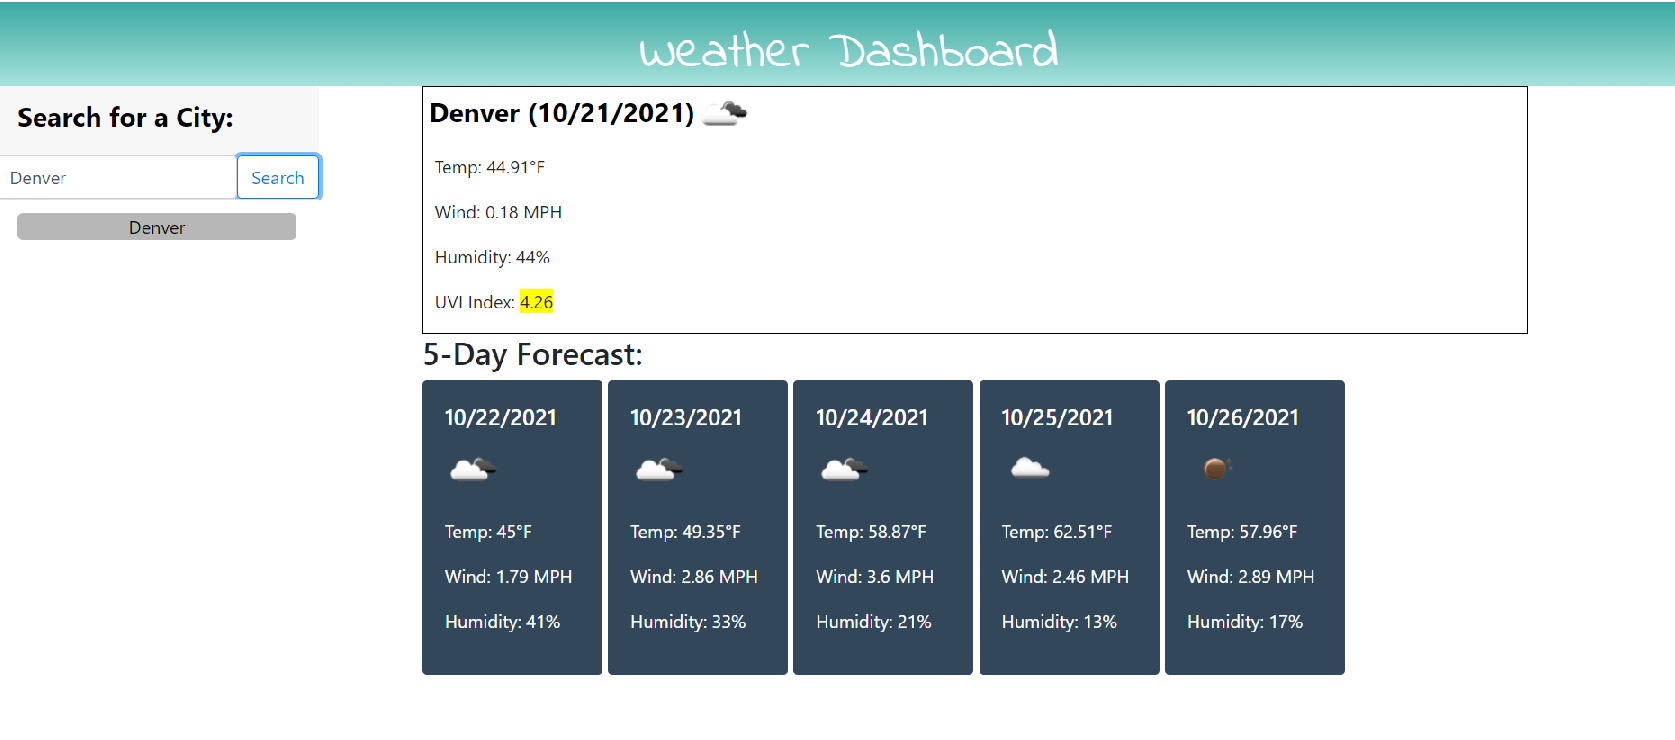 Weather Dashboard
Search for a City:
Denver
Search
Denver
Denver (10/21/2021)
Temp: 44.91°F
Wind: 0.18 MPH
Humidity: 44%
UVI Index: 4.26
5-Day Forecast:
10/22/2021
Temp: 45°F
Wind: 1.79 MPH
Humidity: 41%
10/23/2021
Temp: 49.35°F
Wind: 2.86 MPH
Humidity: 33%
10/24/2021
Temp: 58.87°F
Wind: 3.6 MPH
Humidity: 21%
10/25/2021
Temp: 62.51°F
Wind: 2.46 MPH
Humidity: 13%
10/26/2021
Temp: 57.96°F
Wind: 2.89 MPH
Humidity: 17%